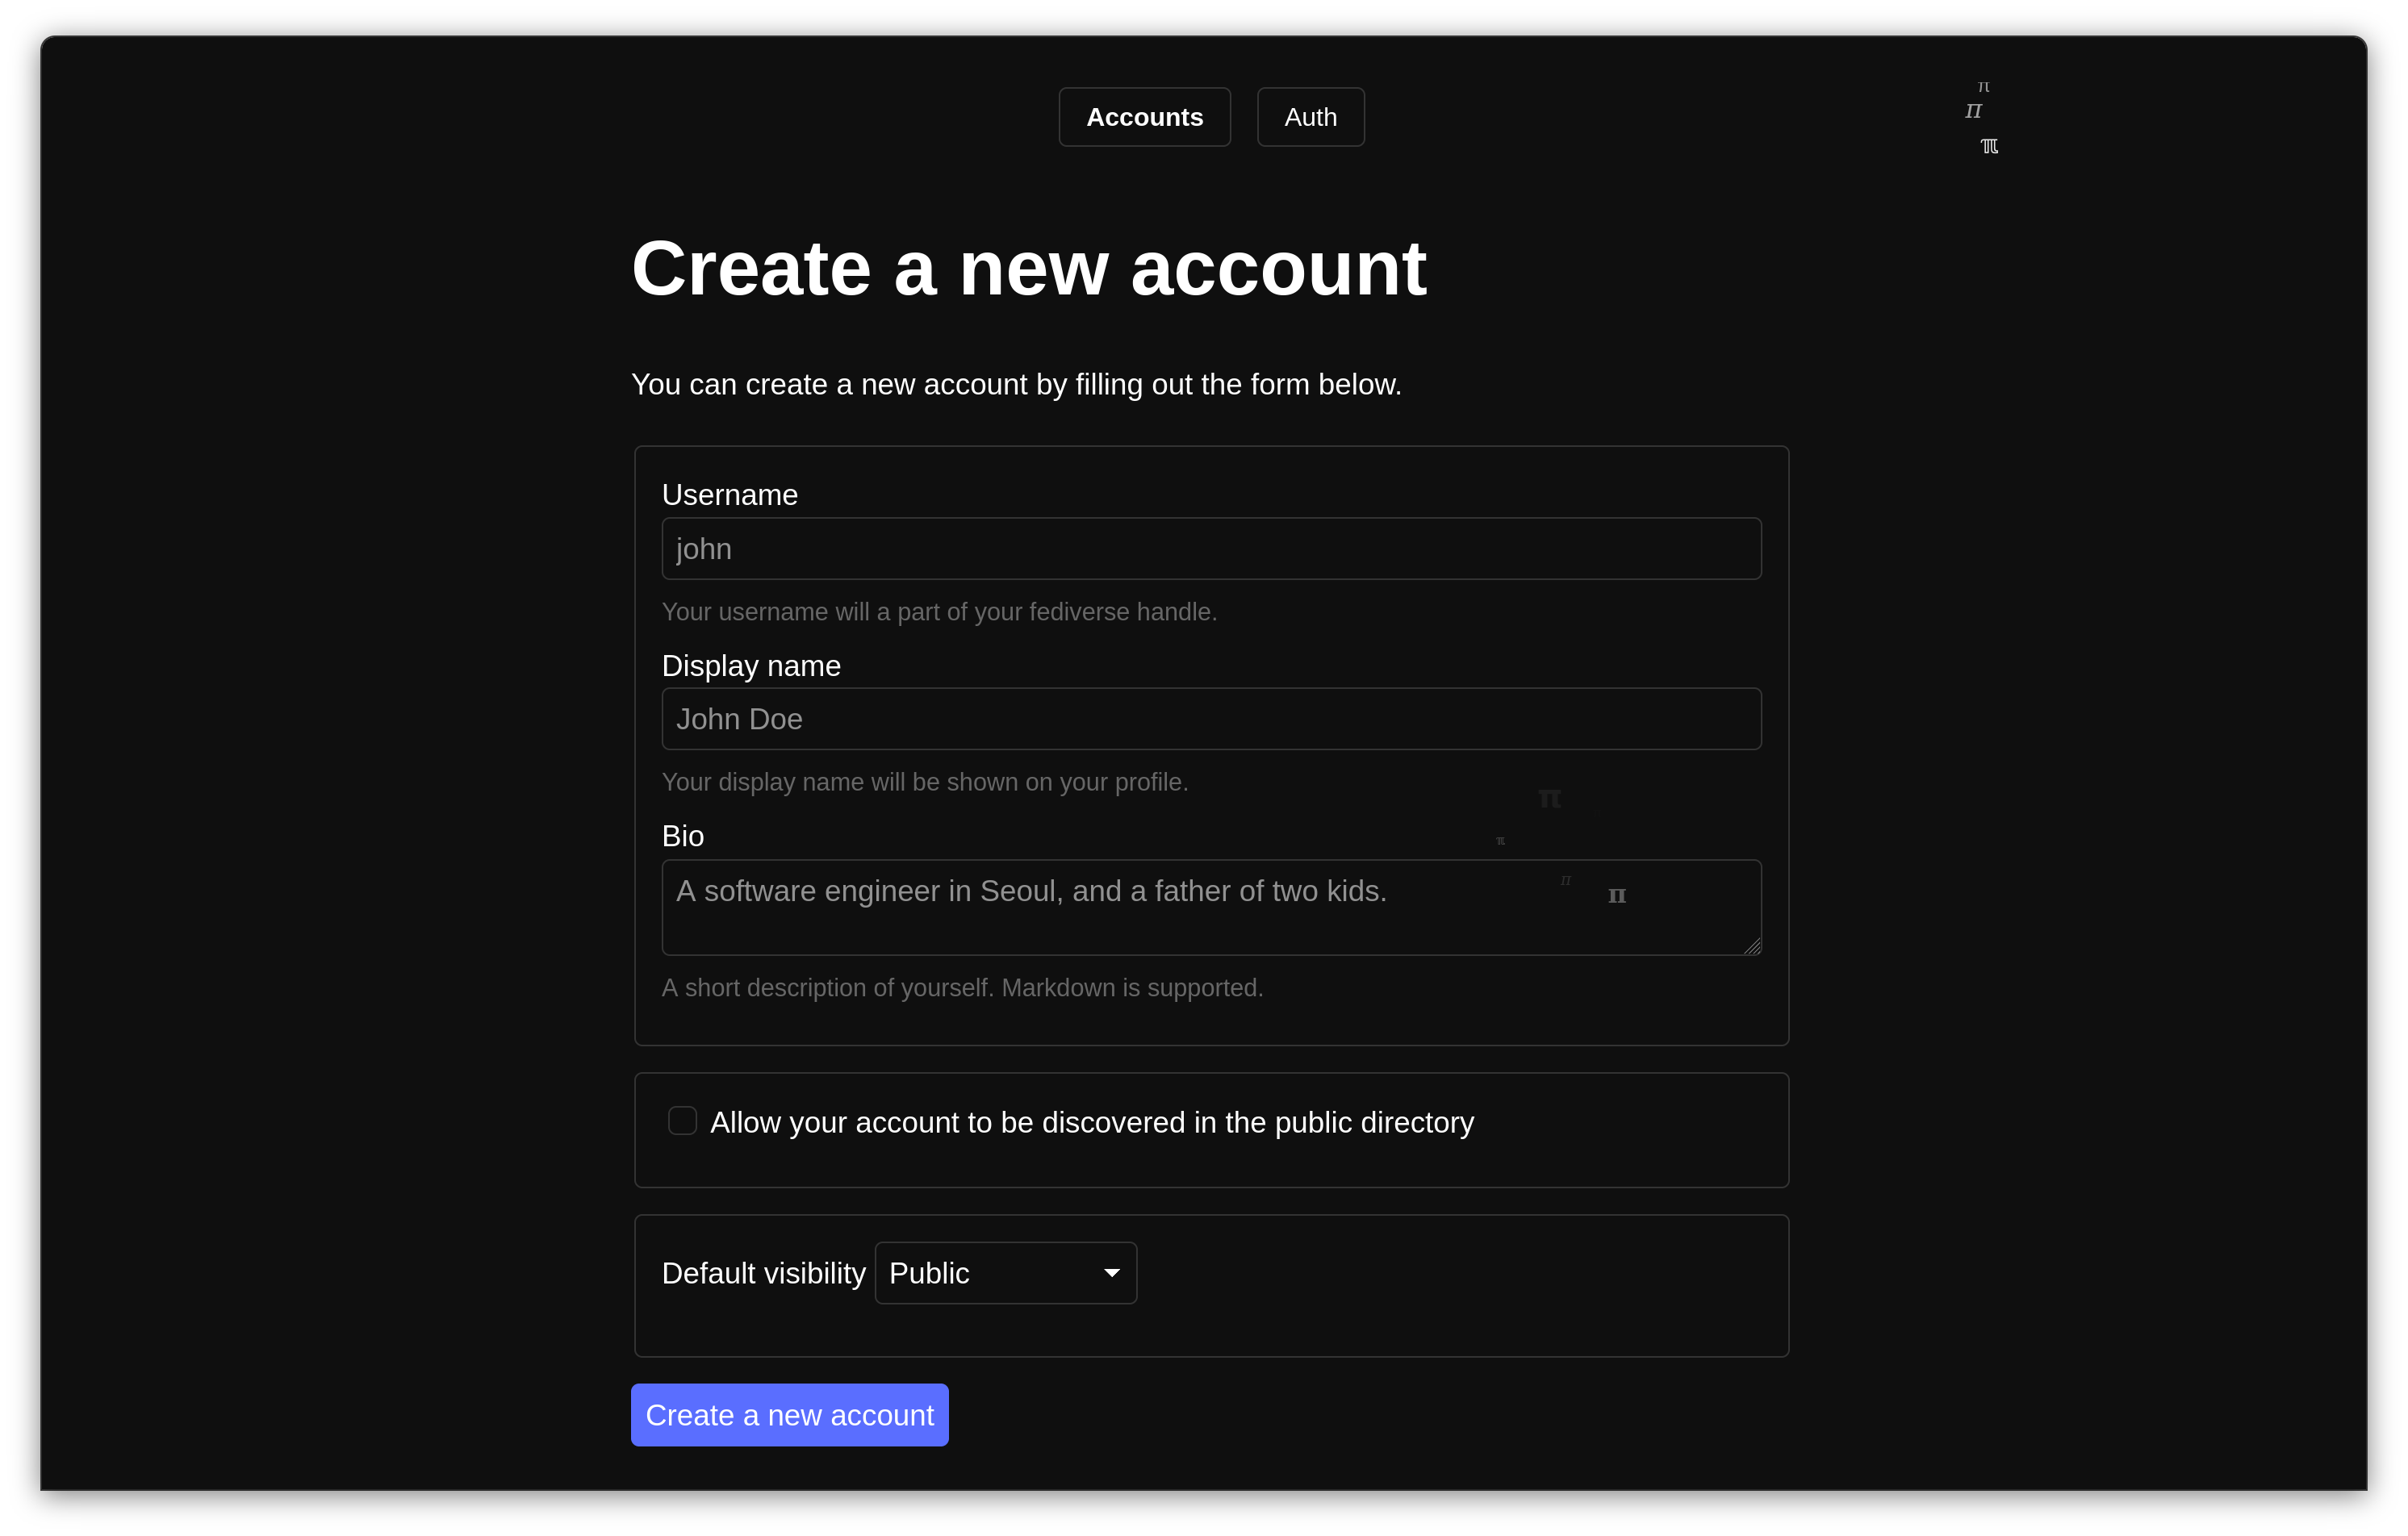 Accounts Auth
π
π
ℼ
Create a new account
You can create a new account by filling out the form below.
Username
john
Your username will a part of your fediverse handle.
Display name
John Doe
Your display name will be shown on your profile.
π
ℼ
Bio
π
π
A software engineer in Seoul, and a father of two kids.
A short description of yourself. Markdown is supported.
Allow your account to be discovered in the public directory
Default visibility Public
Create a new account